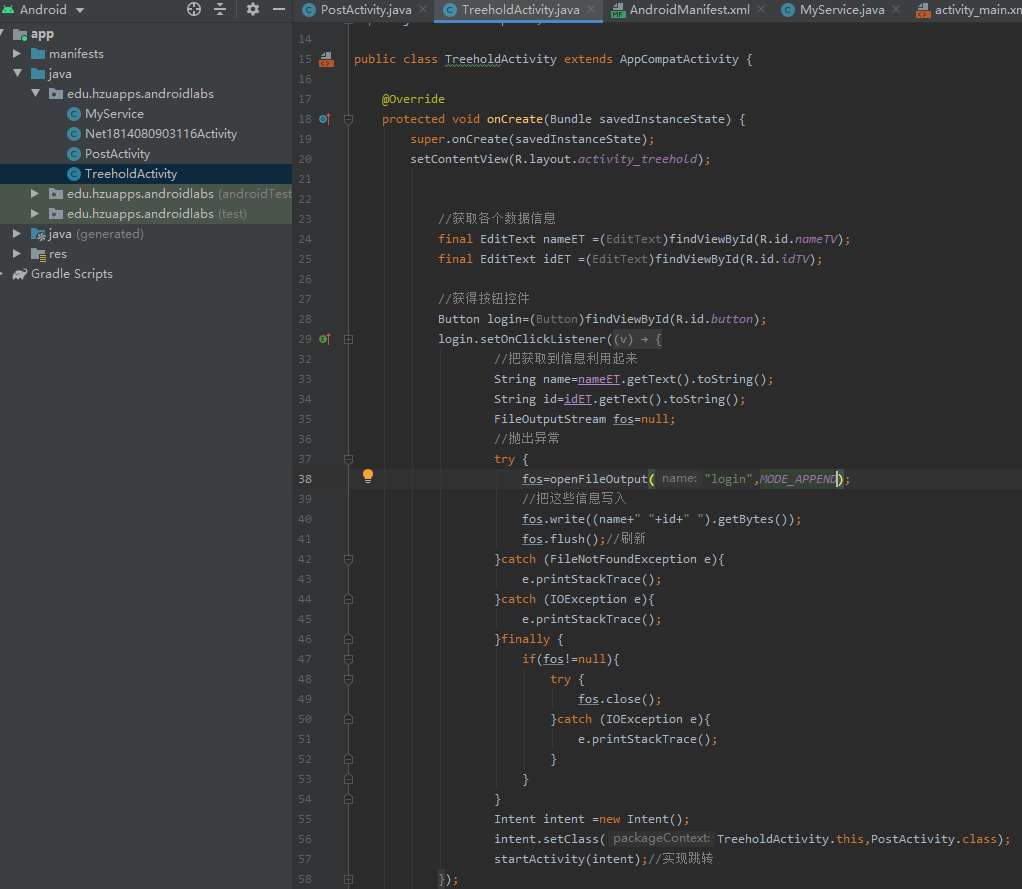 Android
PostActivity.java
TreeholdActivity.java
AndroidManifest.xml
MyService.java
activity_main.xm
app
manifests
java
edu.hzuapps.androidlabs
MyService
Net1814080903116Activity
PostActivity
TreeholdActivity
edu.hzuapps.androidlabs (androidTest
edu.hzuapps.androidlabs (test)
java (generated)
res
Gradle Scripts
14
15 public class TreeholdActivity extends AppCompatActivity {
16
17 @Override
18 protected void onCreate(Bundle savedInstanceState) {
19 super.onCreate(savedInstanceState);
20 setContentView(R.layout.activity_treehold);
21
22
23 //获取各个数据信息
24 final EditText nameET =(EditText)findViewById(R.id.nameTV);
25 final EditText idET =(EditText)findViewById(R.id.idTV);
26
27 //获得按钮控件
28 Button login=(Button)findViewById(R.id.button);
29 login.setOnClickListener((v) → {
32 //把获取到信息利用起来
33 String name=nameET.getText().toString();
34 String id=idET.getText().toString();
35 FileOutputStream fos=null;
36 //抛出异常
37 try {
38 fos=openFileOutput( name: "login",MODE_APPEND);
39 //把这些信息写入
40 fos.write((name+" "+id+" ").getBytes());
41 fos.flush();//刷新
42 }catch (FileNotFoundException e){
43 e.printStackTrace();
44 }catch (IOException e){
45 e.printStackTrace();
46 }finally {
47 if(fos!=null){
48 try {
49 fos.close();
50 }catch (IOException e){
51 e.printStackTrace();
52 }
53 }
54 }
55 Intent intent =new Intent();
56 intent.setClass( packageContext: TreeholdActivity.this,PostActivity.class);
57 startActivity(intent);//实现跳转
58 });